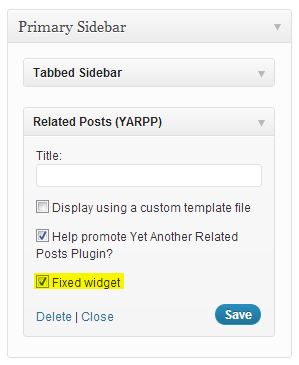 Primary Sidebar
Tabbed Sidebar
Related Posts (YARPP)
Title:
Display using a custom template file
Help promote Yet Another Related
Posts Plugin?
Fixed widget
Delete | Close
Save